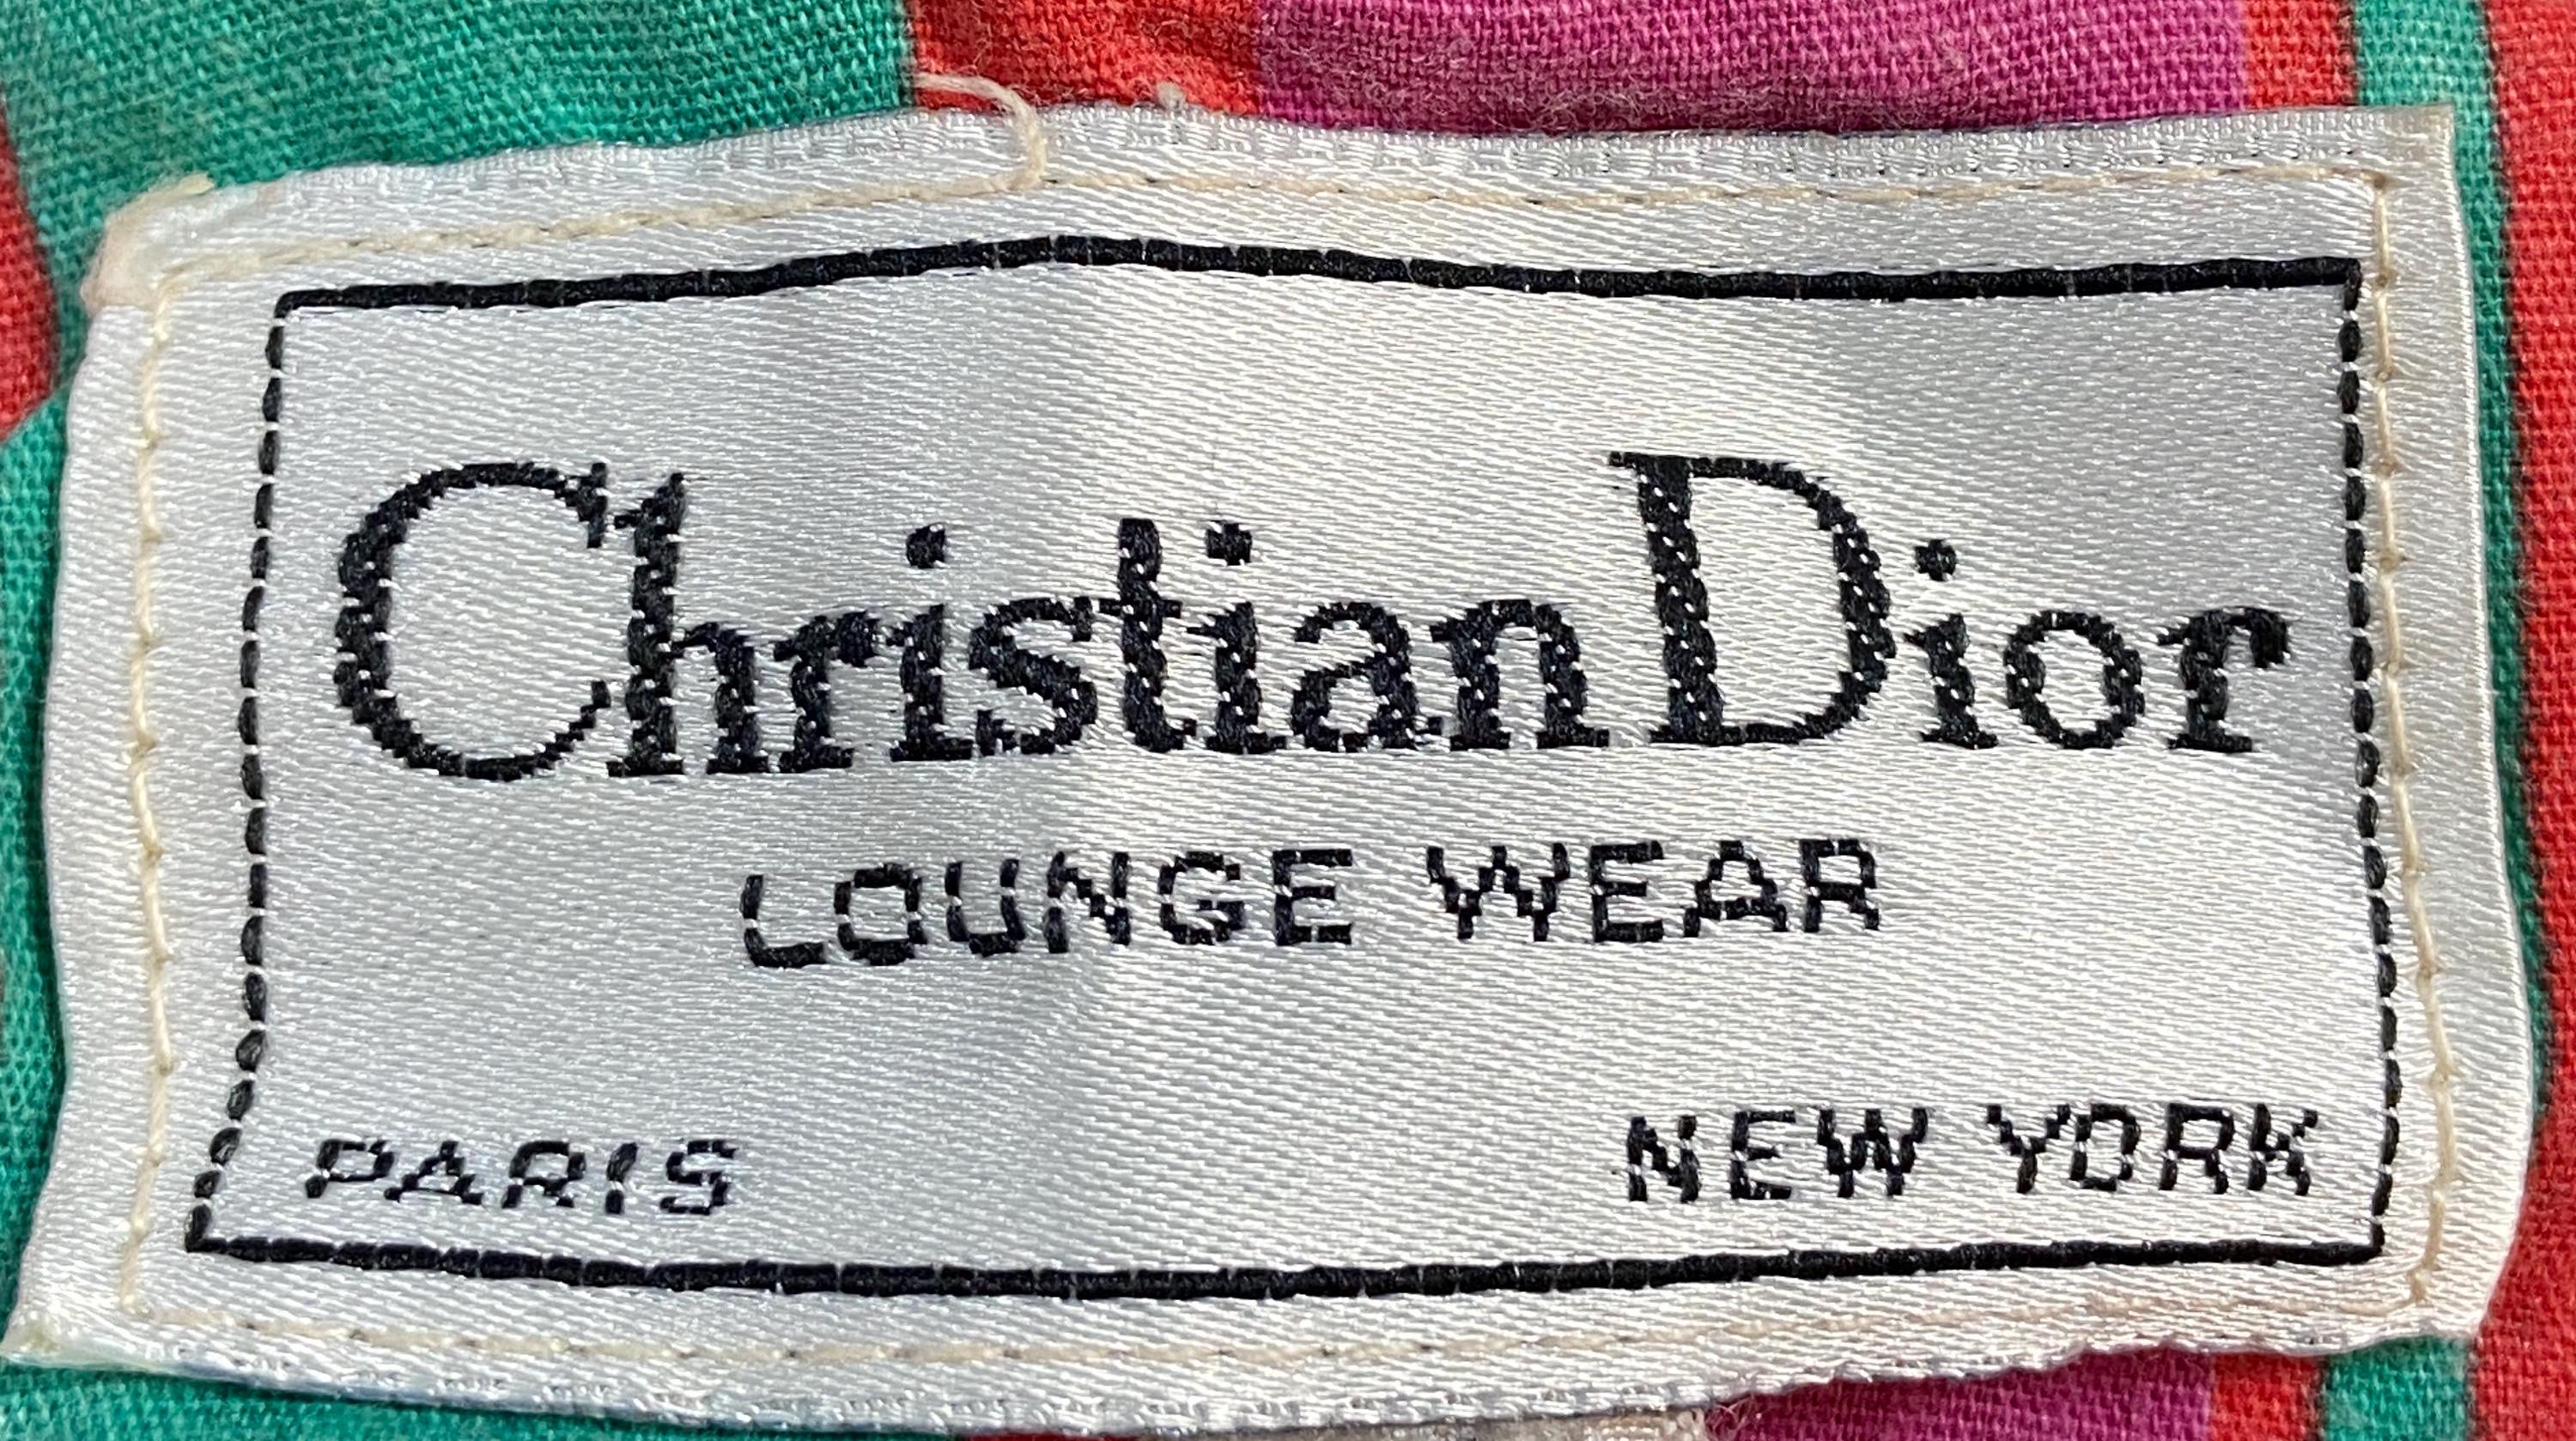 Christian Dior
LOUNGE WEAR
PARIS NEW YORK